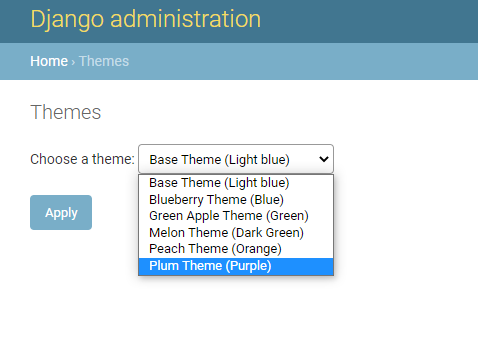 Django administration
Home › Themes
Themes
Choose a theme: Base Theme (Light blue)
Base Theme (Light blue)
Blueberry Theme (Blue)
Green Apple Theme (Green)
Melon Theme (Dark Green)
Peach Theme (Orange)
Plum Theme (Purple)
Apply